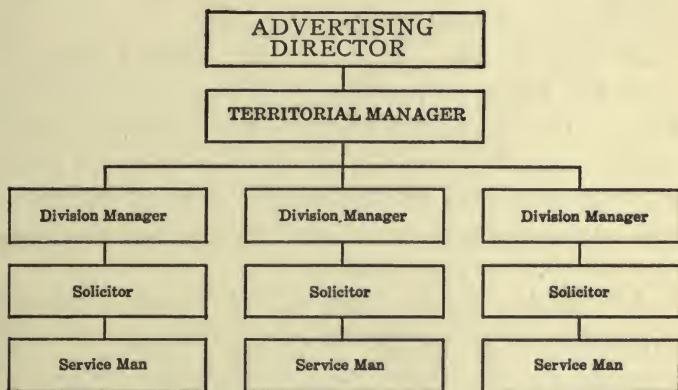 ADVERTISING
DIRECTOR
TERRITORIAL MANAGER
Division Manager
Division Manager
Division Manager
Solicitor
Solicitor
Solicitor
Service Man
Service Man
Service Man